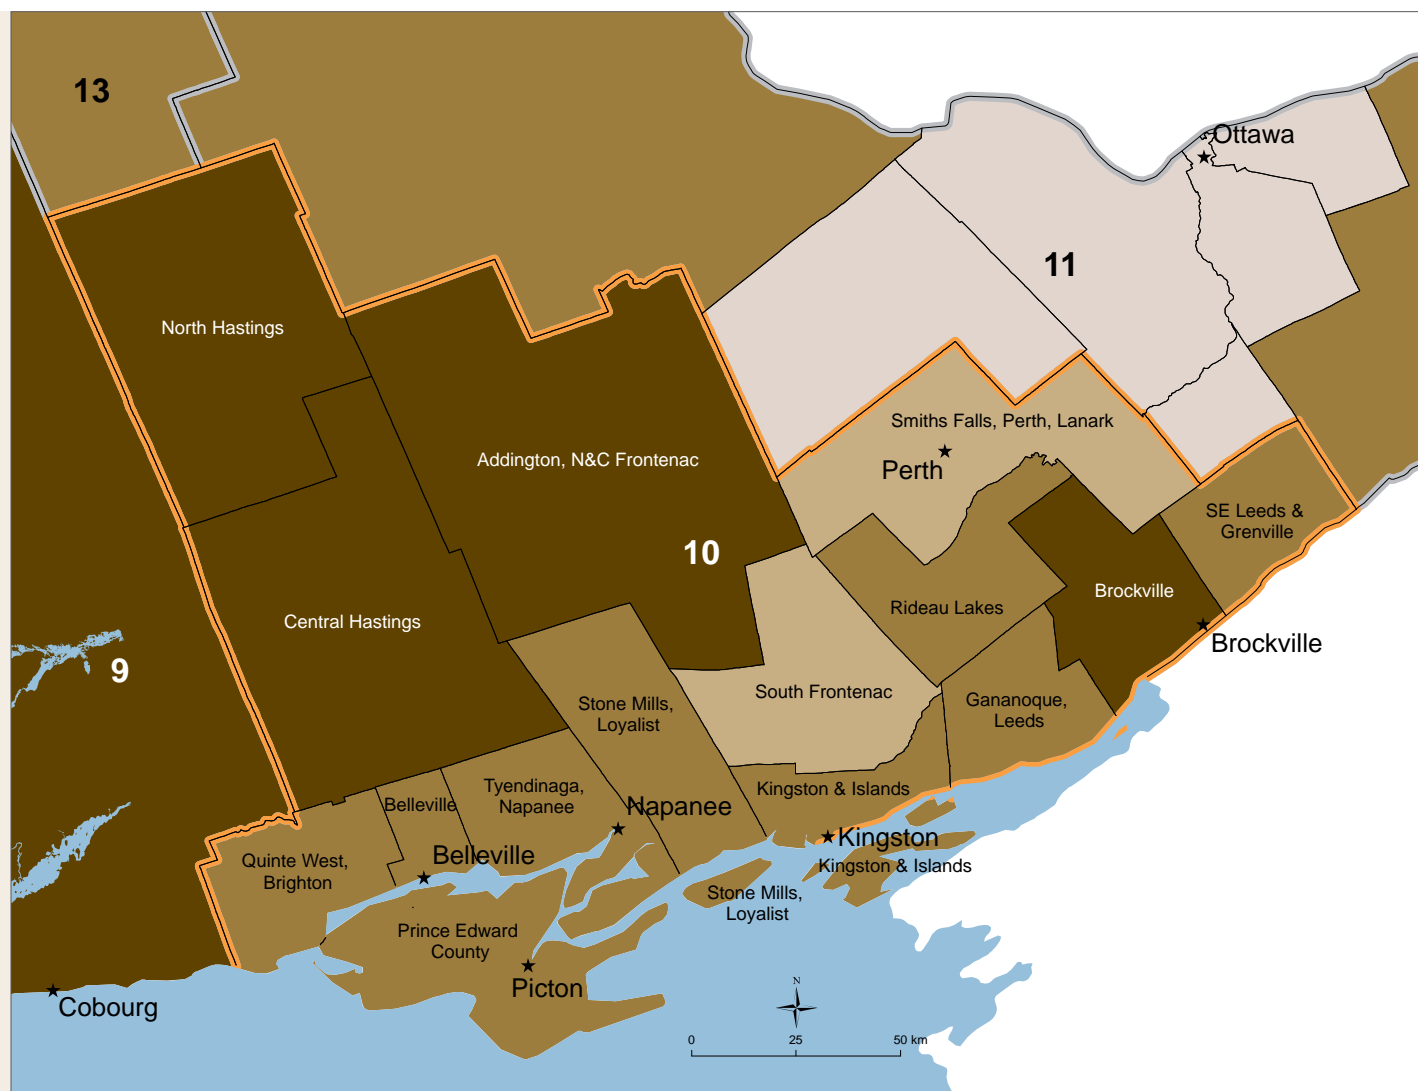 13
Ottawa
11
North Hastings
Smiths Falls, Perth, Lanark
Addington, N&C Frontenac
Perth
SE Leeds &
Grenville
10
Brockville
Rideau Lakes
Central Hastings
Brockville
9
South Frontenac
Gananoque,
Leeds
Stone Mills,
Loyalist
Tyendinaga,
Napanee
Kingston & Islands
Belleville
Napanee
Kingston
Belleville
Quinte West,
Brighton
Kingston & Islands
Stone Mills,
Loyalist
Prince Edward
County
Picton
Cobourg
N
0 25 50 km